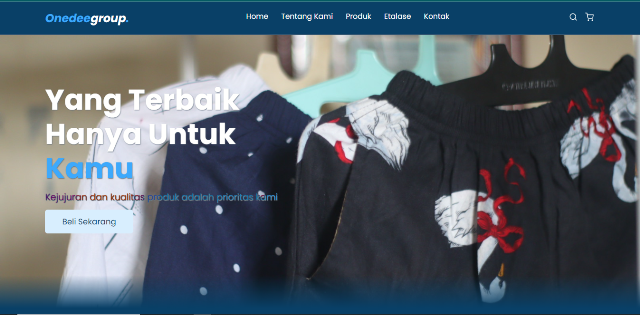 Onedeegroup.
Home Tentang Kami Produk Etalase Kontak
Yang Terbaik
Hanya Untuk
Kamu
Kejujuran dan kualitas produk adalah prioritas kami
Beli Sekarang